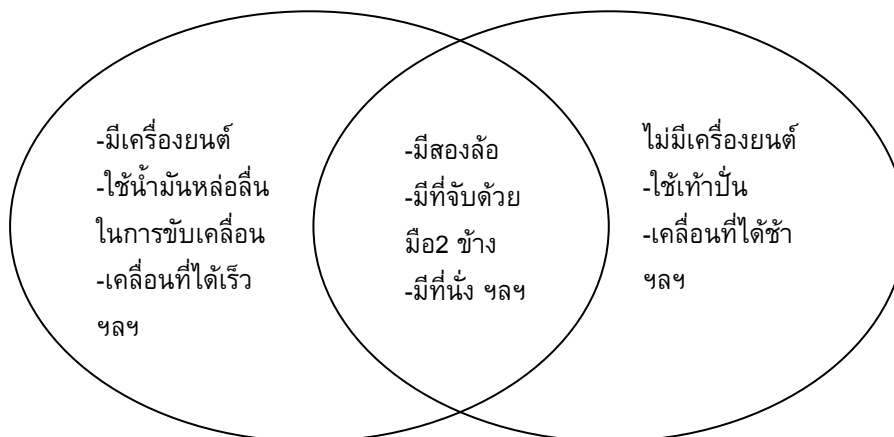 -มีเครื่องยนต์
-ใช้น้ำมันหล่อลื่น
ในการขับเคลื่อน
-เคลื่อนที่ได้เร็ว
ฯลฯ
-มีสองล้อ
-มีที่จับด้วย
มือ2 ข้าง
-มีที่นั่ง ฯลฯ
ไม่มีเครื่องยนต์
-ใช้เท้าปั่น
-เคลื่อนที่ได้ช้า
ฯลฯ